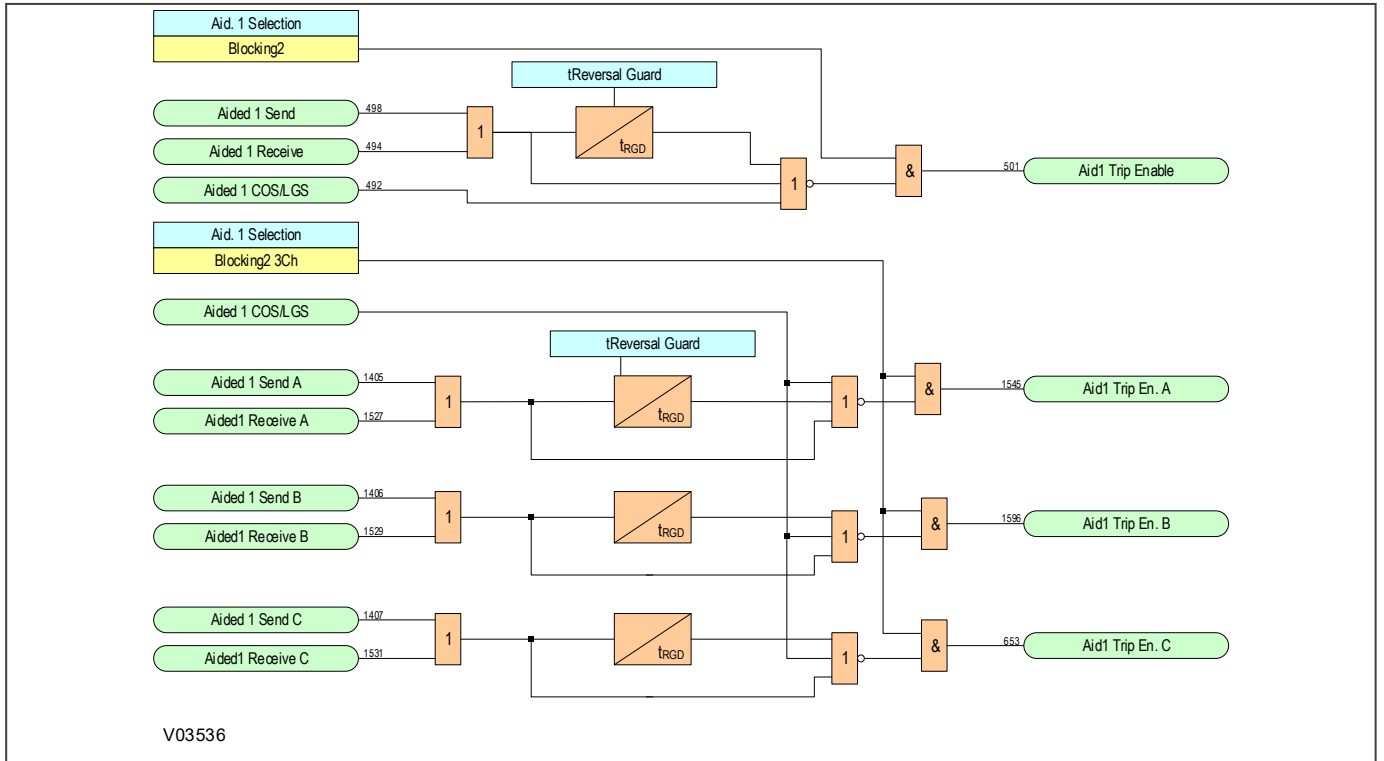 Aid. 1 Selection
Blocking2
tReversal Guard
Aided 1 Send
498
1
tRGD
Aided 1 Receive
494
1
&
501
Aid1 Trip Enable
Aided 1 COS/LGS
492
Aid. 1 Selection
Blocking2 3Ch
Aided 1 COS/LGS
tReversal Guard
Aided 1 Send A
1405
1
tRGD
1
&
1545
Aid1 Trip En. A
Aided1 Receive A
1527
Aided 1 Send B
1406
1
tRGD
1
&
1596
Aid1 Trip En. B
Aided1 Receive B
1529
Aided 1 Send C
1407
1
tRGD
1
&
653
Aid1 Trip En. C
Aided1 Receive C
1531
V03536